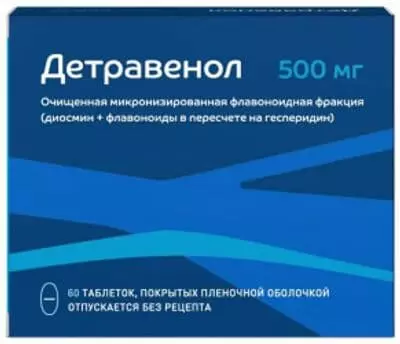 Детравенол 500 мг
Очищенная микронизированная флавоноидная фракция
(диосмин + флавоноиды в пересчете на гесперидин)
60 ТАБЛЕТОК, ПОКРЫТЫХ ПЛЕНОЧНОЙ ОБОЛОЧКОЙ
ОТПУСКАЕТСЯ БЕЗ РЕЦЕПТА